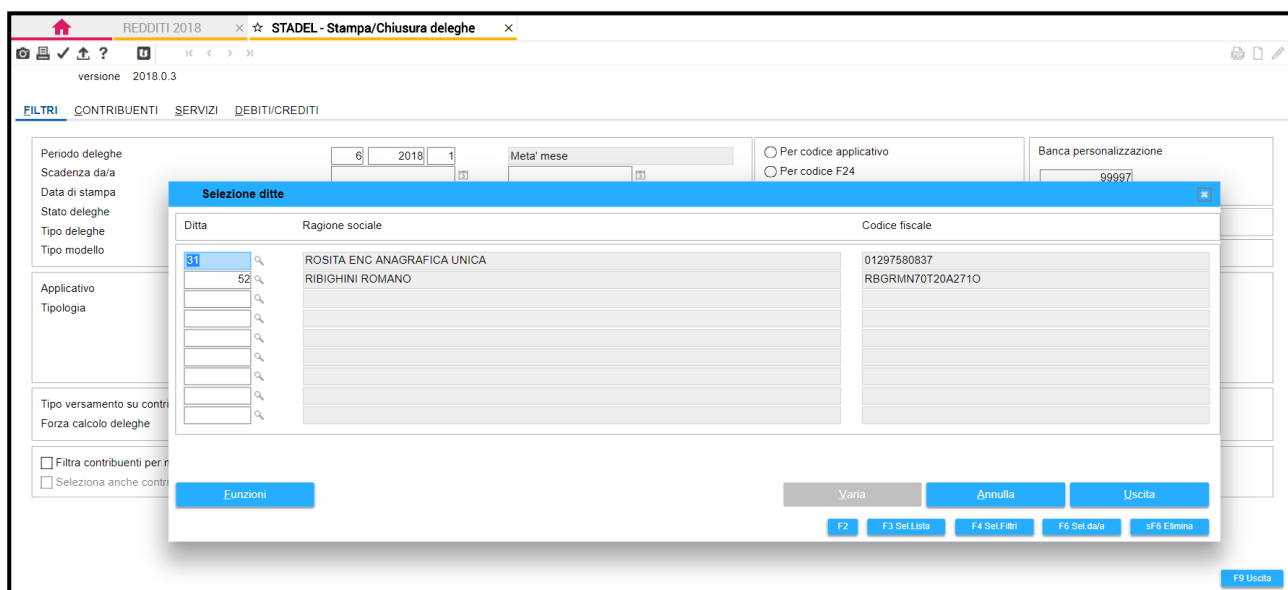 REDDITI 2018 × ☆ STADEL - Stampa/Chiusura deleghe ×
versione 2018.0.3
FILTRI CONTRIBUENTI SERVIZI DEBITI/CREDITI
Periodo deleghe 6 2018 1 Meta' mese Per codice applicativo Banca personalizzazione
Scadenza da/a Per codice F24 99997
Data di stampa
Stato deleghe
Tipo deleghe
Tipo modello
Applicativo
Tipologia
Tipo versamento su contri
Forza calcolo deleghe
Filtra contribuenti per
Seleziona anche contri
Selezione ditte
Ditta Ragione sociale Codice fiscale
31 ROSITA ENC ANAGRAFICA UNICA 01297580837
52 RIBIGHINI ROMANO RBGRMN70T20A271O
Funzioni Varia Annulla Uscita
F2 F3 Sel.Lista F4 Sel.Filtri F6 Sel.da/a sF6 Elimina
F9 Uscita